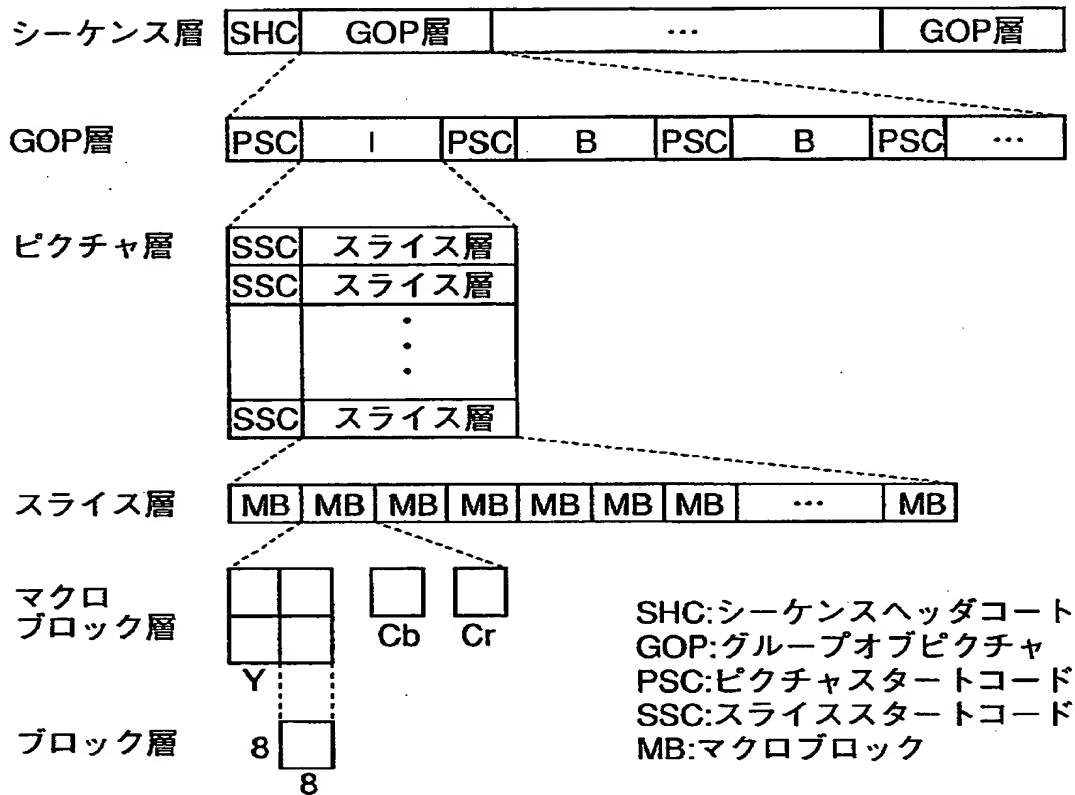 シーケンス層 SHC GOP層 … GOP層
GOP層 PSC I PSC B PSC B PSC …
ピクチャ層 SSC スライス層
SSC スライス層
SSC スライス層
スライス層 MB MB MB MB MB MB MB … MB
マクロ
ブロック層
Y Cb Cr
ブロック層 8
8
SHC:シーケンスヘッダコート
GOP:グループオブピクチャ
PSC:ピクチャスタートコード
SSC:スライススタートコード
MB:マクロブロック